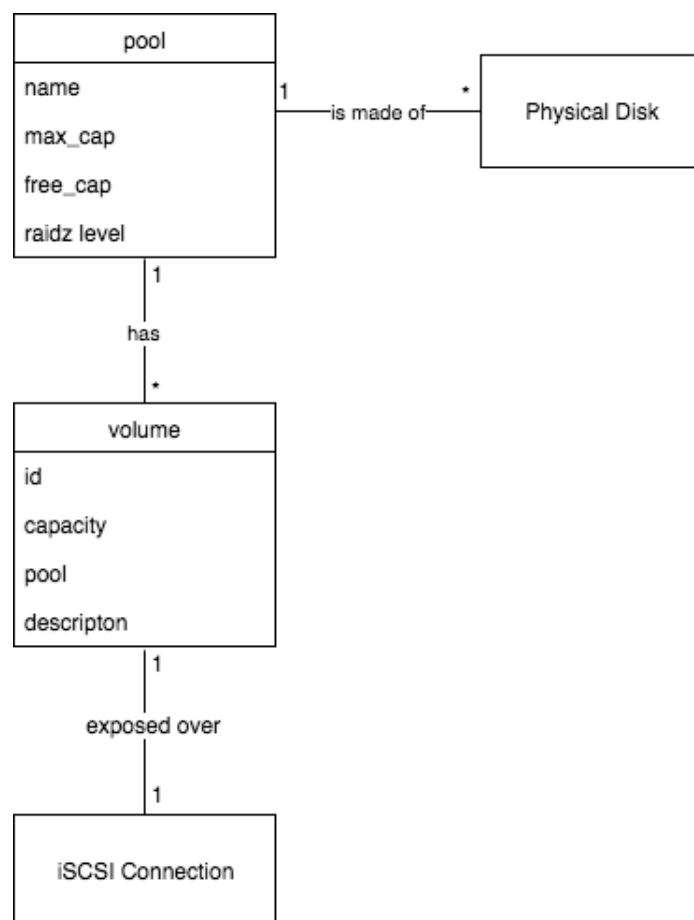 pool
name
max_cap
free_cap
raidz level
1
is made of
*
Physical Disk
1
has
*
volume
id
capacity
pool
descripton
1
exposed over
1
iSCSI Connection